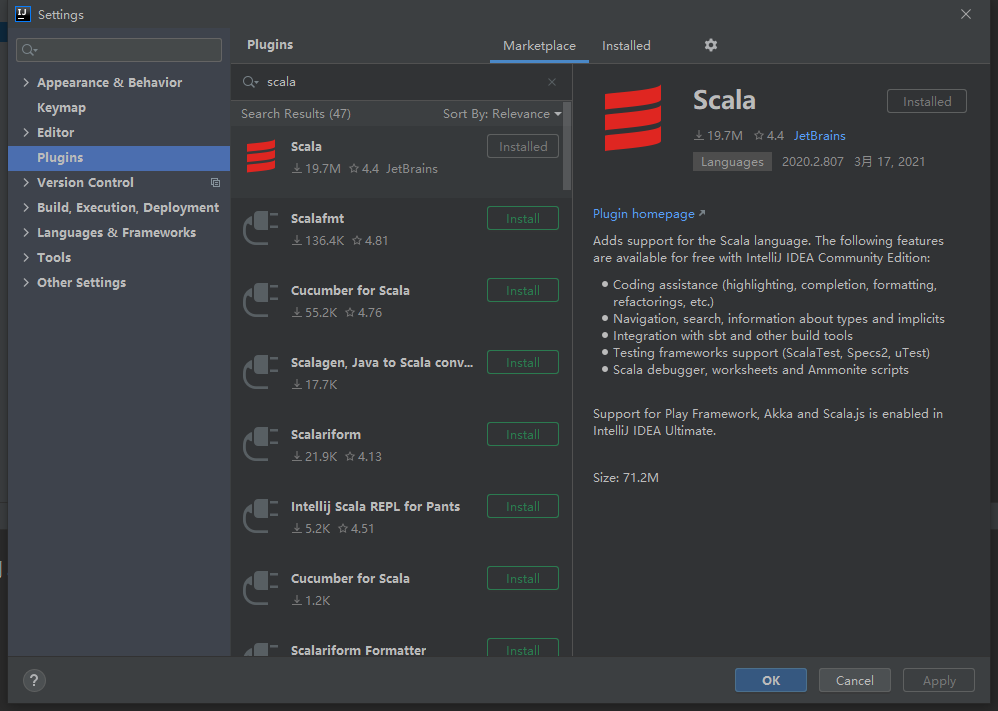 Settings
Appearance & Behavior
Keymap
Editor
Plugins
Version Control
Build, Execution, Deployment
Languages & Frameworks
Tools
Other Settings
Plugins
Marketplace
Installed
scala
Search Results (47)
Sort By: Relevance
Scala
19.7M 4.4 JetBrains
Installed
Scalafmt
136.4K 4.81
Install
Cucumber for Scala
55.2K 4.76
Install
Scalagen, Java to Scala conv...
17.7K
Install
Scalariform
21.9K 4.13
Install
Intellij Scala REPL for Pants
5.2K 4.51
Install
Cucumber for Scala
1.2K
Install
Scalariform Formatter
Install
Scala
Installed
19.7M 4.4 JetBrains
Languages 2020.2.807 3月 17, 2021
Plugin homepage
Adds support for the Scala language. The following features
are available for free with IntelliJ IDEA Community Edition:
Coding assistance (highlighting, completion, formatting,
refactorings, etc.)
Navigation, search, information about types and implicits
Integration with sbt and other build tools
Testing frameworks support (ScalaTest, Specs2, uTest)
Scala debugger, worksheets and Ammonite scripts
Support for Play Framework, Akka and Scala.js is enabled in
IntelliJ IDEA Ultimate.
Size: 71.2M
?
OK
Cancel
Apply